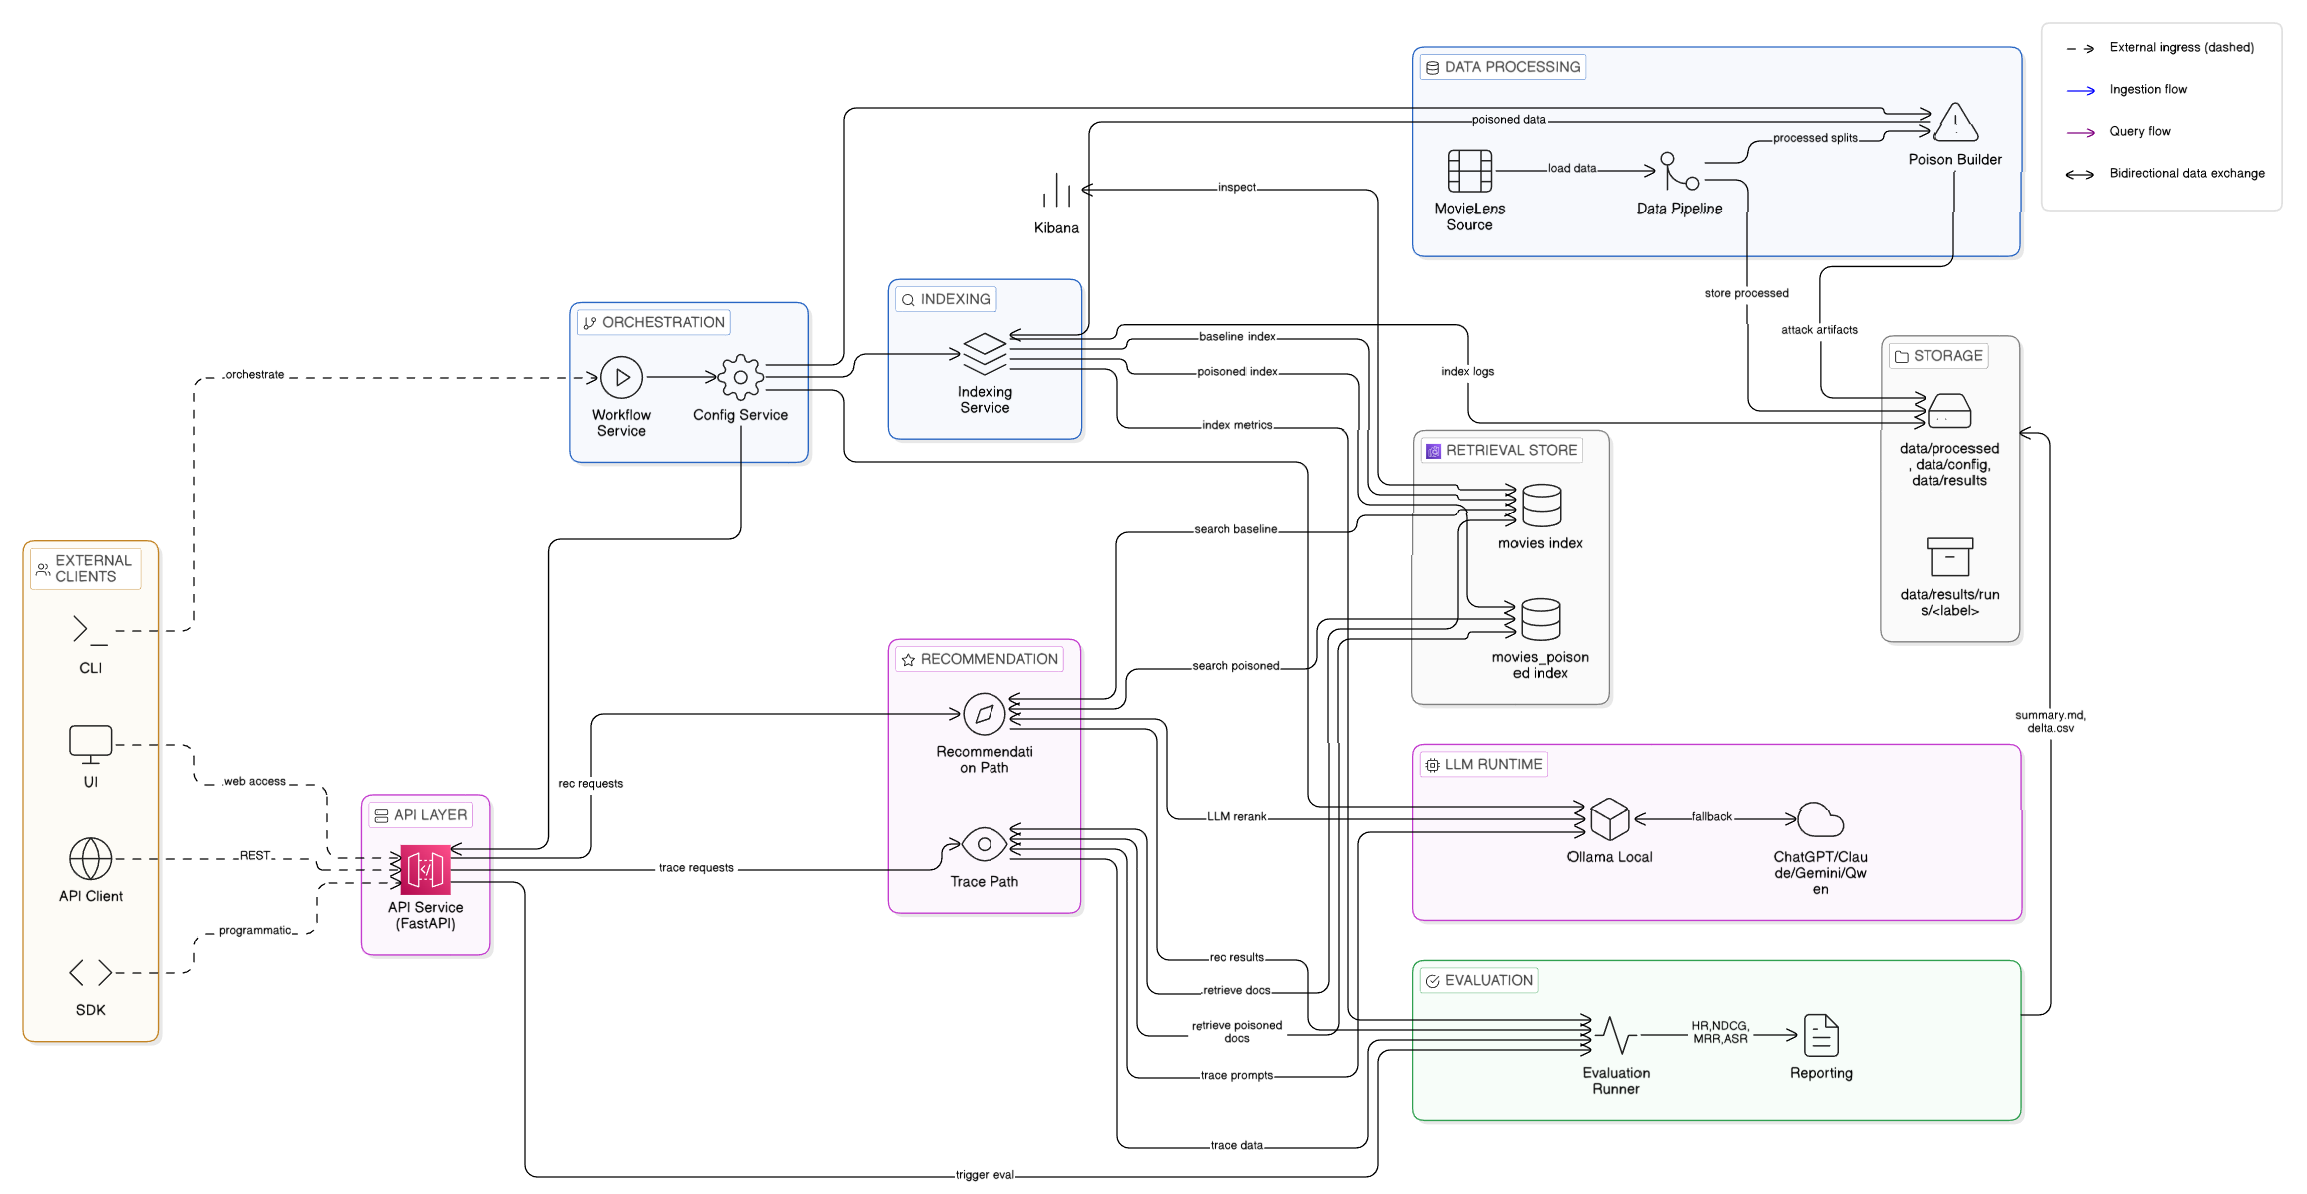 External ingress (dashed)
Ingestion flow
Query flow
Bidirectional data exchange
DATA PROCESSING
poisoned data
processed splits
Poison Builder
load data
MovieLens
Source
Data Pipeline
inspect
Kibana
store processed
attack artifacts
INDEXING
Indexing
Service
baseline index
poisoned index
index metrics
index logs
ORCHESTRATION
Workflow
Service
Config Service
orchestrate
STORAGE
data/processed
, data/config,
data/results
data/results/run
s/<label>
RETRIEVAL STORE
movies index
movies_poison
ed index
search baseline
search poisoned
EXTERNAL
CLIENTS
CLI
UI
API Client
SDK
web access
REST
programmatic
API LAYER
API Service
(FastAPI)
rec requests
trace requests
RECOMMENDATION
Recommendati
on Path
Trace Path
LLM rerank
LLM RUNTIME
Ollama Local
fallback
ChatGPT/Clau
de/Gemini/Qw
en
summary.md,
delta.csv
rec results
retrieve docs
retrieve poisoned
docs
trace prompts
trace data
trigger eval
EVALUATION
Evaluation
Runner
HR,NDCG,
MRR,ASR
Reporting